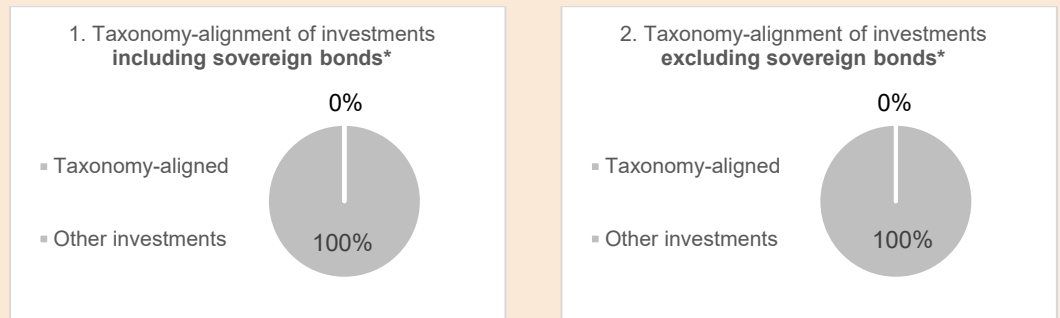 1. Taxonomy-alignment of investments
including sovereign bonds*
0%
Taxonomy-aligned
Other investments
100%
2. Taxonomy-alignment of investments
excluding sovereign bonds*
0%
Taxonomy-aligned
Other investments
100%